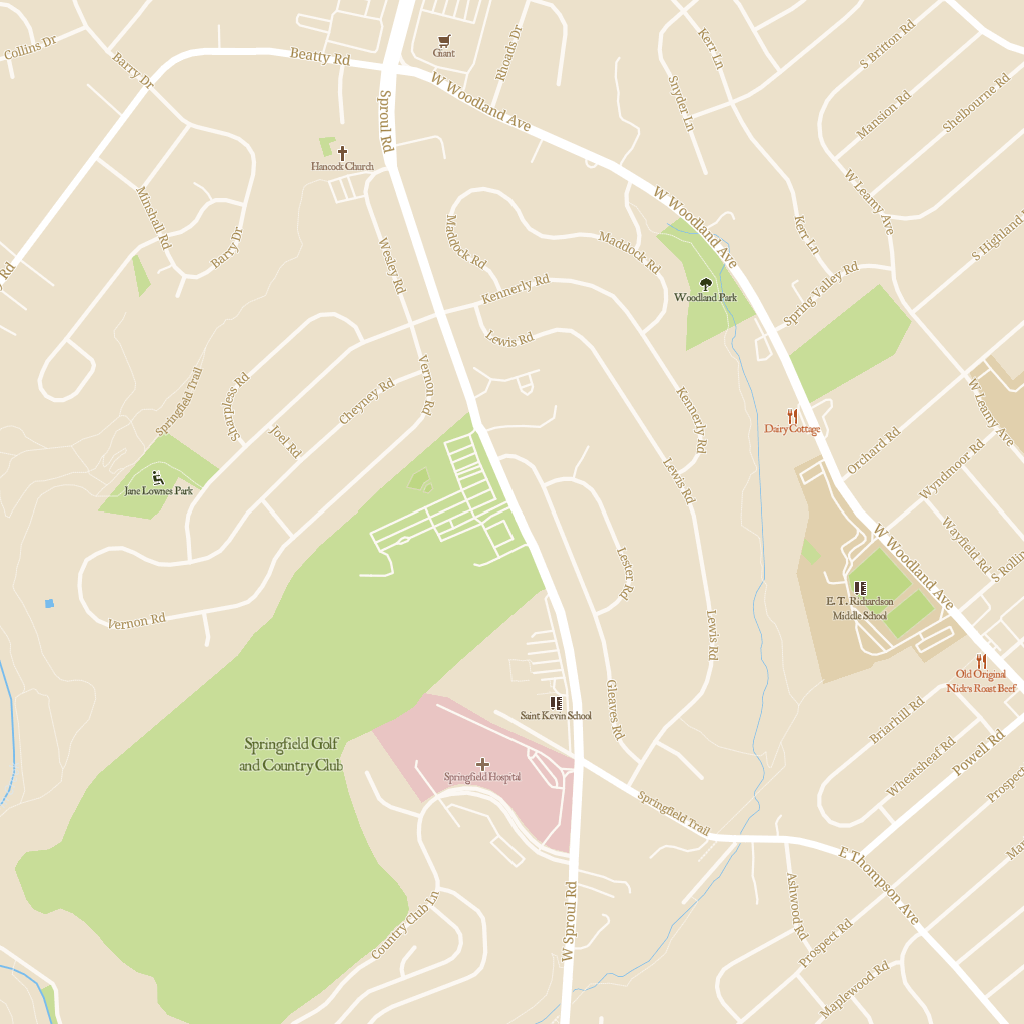 Collins Dr
Barry Dr
Beatty Rd
Giant
Rhoads Dr
Kerr Ln
S Britton Rd
W Woodland Ave
Snyder Ln
Mansion Rd
Shelbourne Rd
Sproul Rd
Hancock Church
Minshall Rd
Barry Dr
Wesley Rd
Maddock Rd
Maddock Rd
W Woodland Ave
W Leamy Ave
Kerr Ln
S Highland
Rd
Kennerly Rd
Woodland Park
Spring Valley Rd
Lewis Rd
Springfield Trail
Sharpless Rd
Cheyney Rd
Vernon Rd
Joel Rd
Kennerly Rd
Dairy Cottage
W Leamy Ave
Orchard Rd
Wyndmoor Rd
Jane Lownes Park
Lewis Rd
W Woodland Ave
Wayfield Rd
S Rollin
Lester Rd
E. T. Richardson
Middle School
Vernon Rd
Lewis Rd
Old Original
Nick's Roast Beef
Gleaves Rd
Saint Kevin School
Briarhill Rd
Springfield Golf
and Country Club
Springfield Hospital
Wheatsheaf Rd
Powell Rd
Prospect
Springfield Trail
E Thompson Ave
Country Club Ln
W Sproul Rd
Ashwood Rd
Prospect Rd
Maplewood Rd